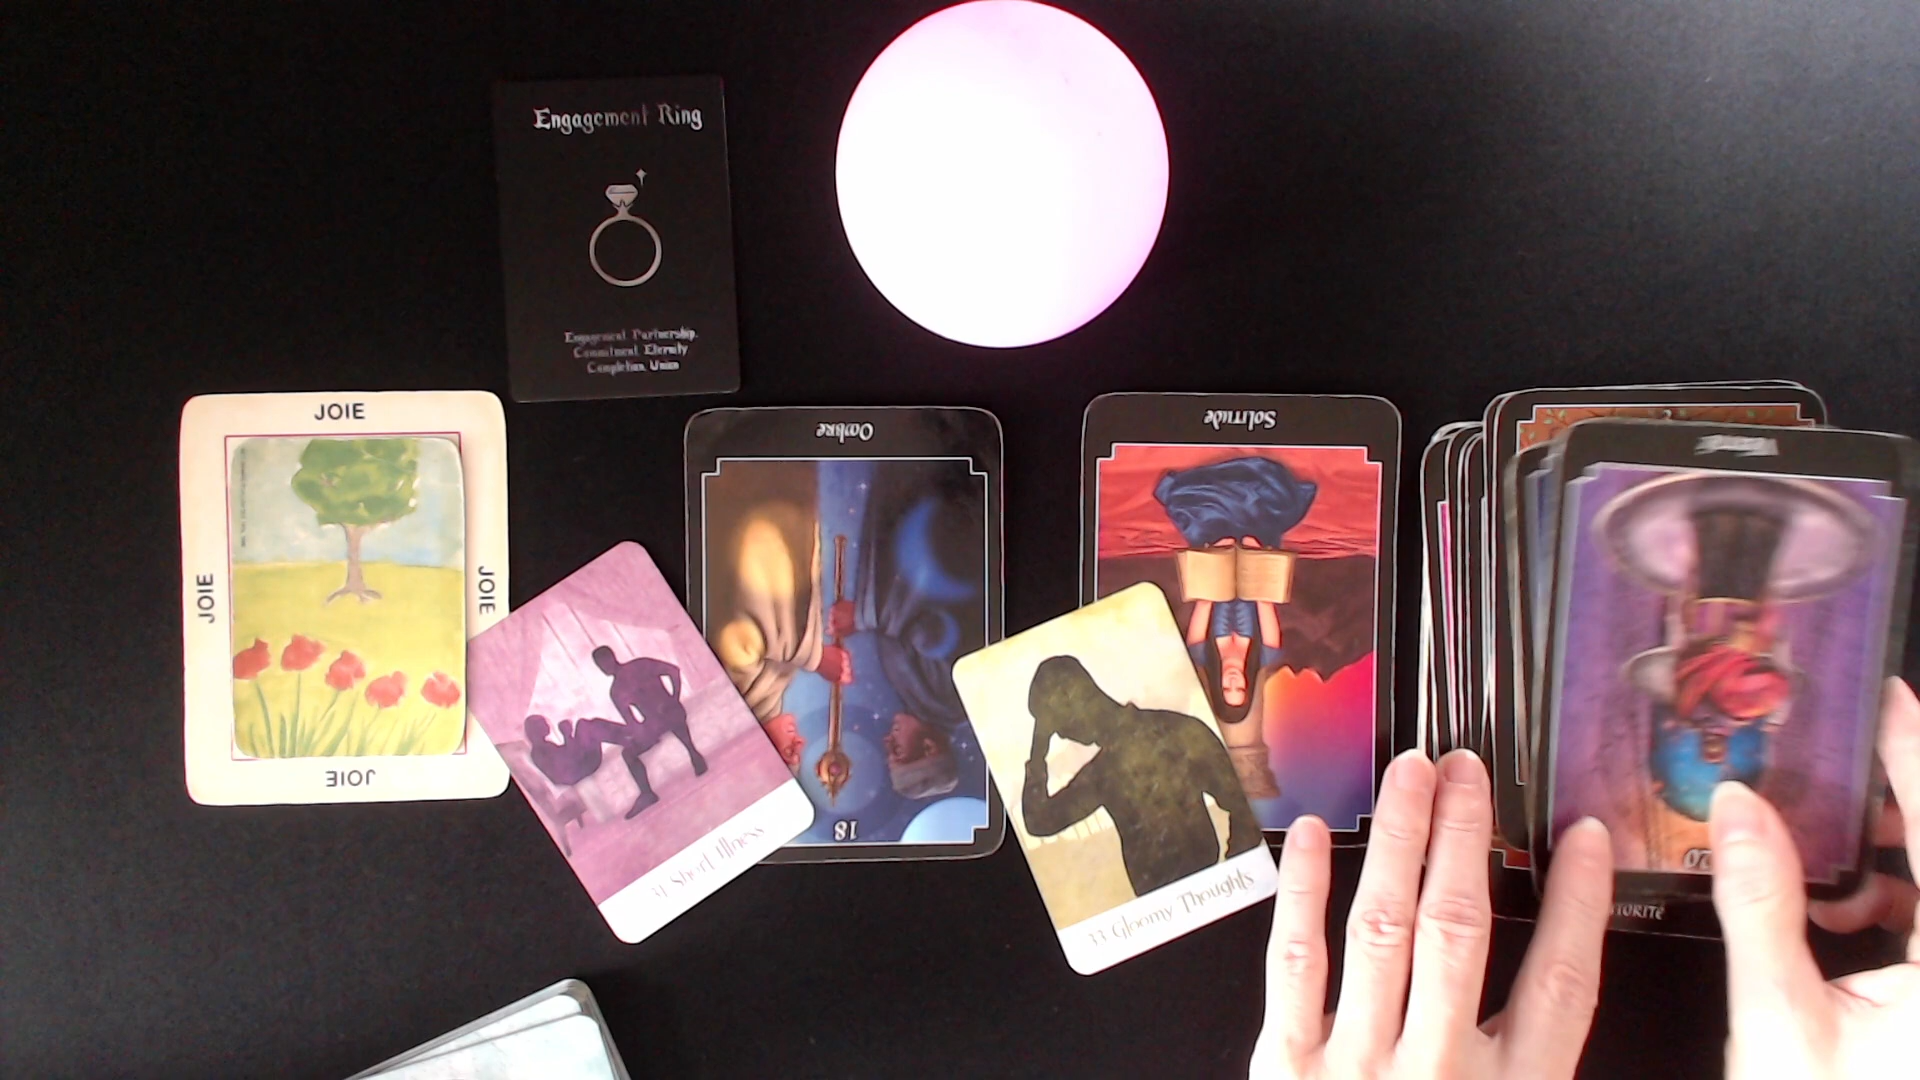 Engagement Ring
Engagement Partnership.
Commitment Eternity
Completion Union
JOIE
JOIE
JOIE
JOIE
Ombre
18
Solitude
31 Short Illness
33 Gloomy Thoughts
20